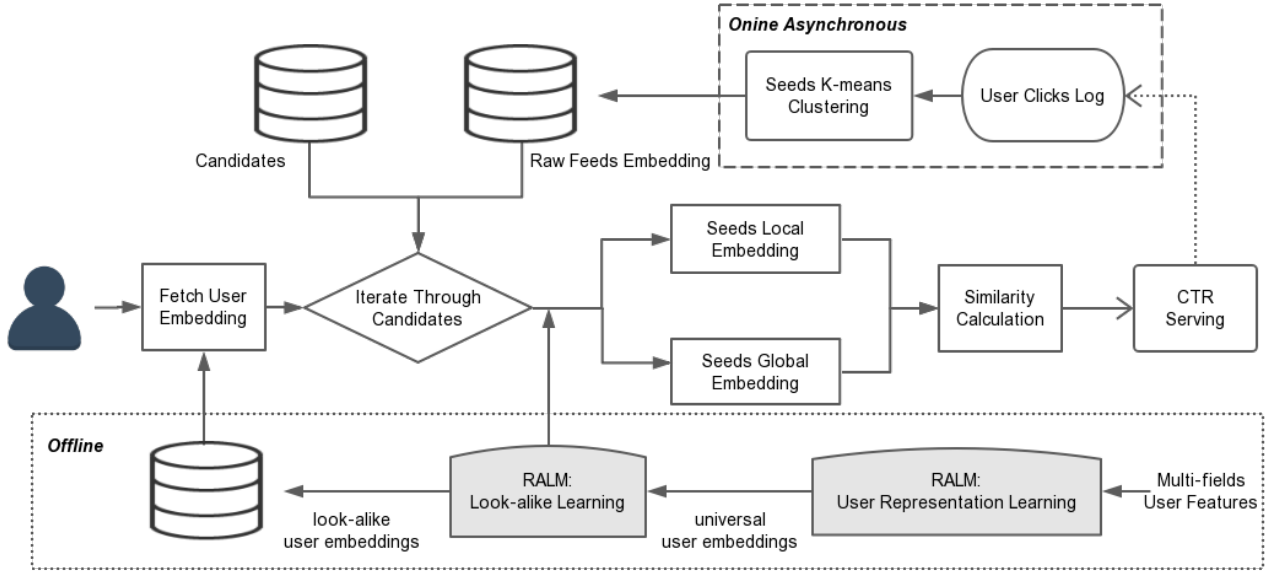 Onine Asynchronous
Seeds K-means
Clustering
User Clicks Log
Candidates
Raw Feeds Embedding
Fetch User
Embedding
Iterate Through
Candidates
Seeds Local
Embedding
Seeds Global
Embedding
Similarity
Calculation
CTR
Serving
Offline
look-alike
user embeddings
RALM:
Look-alike Learning
universal
user embeddings
RALM:
User Representation Learning
Multi-fields
User Features